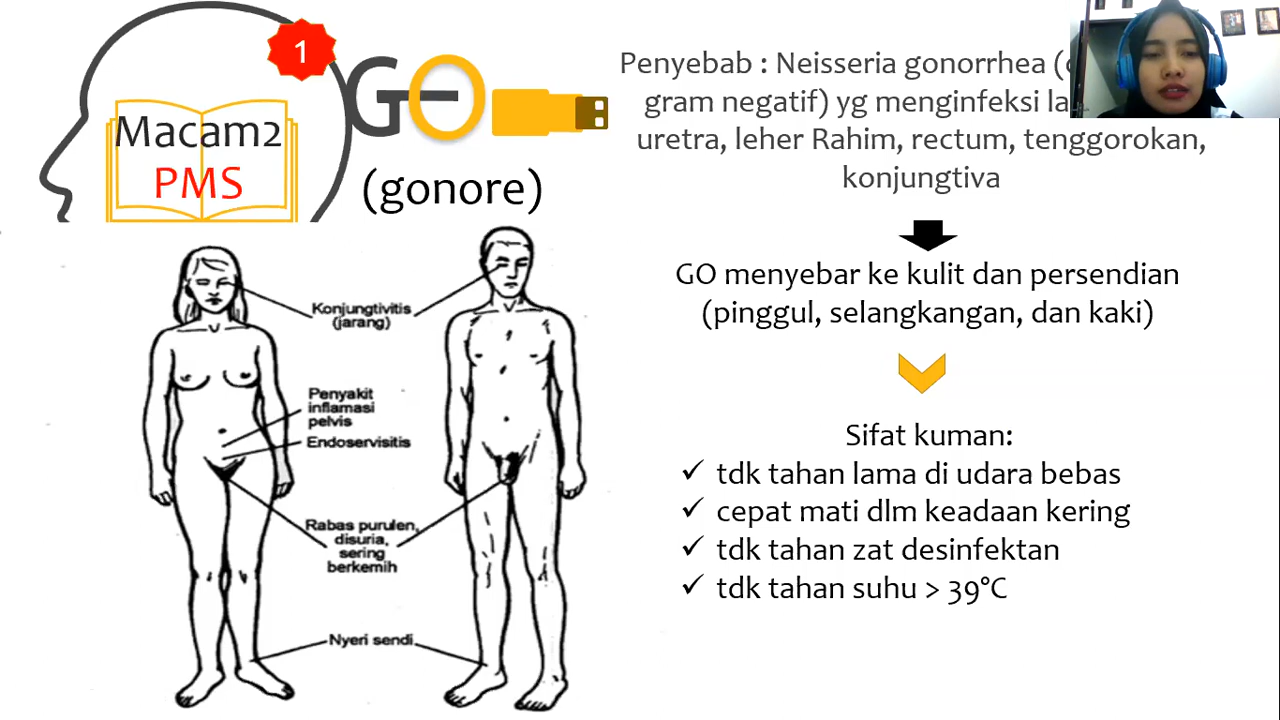 1
Macam2
PMS
GO
(gonore)
Penyebab : Neisseria gonorrhea (
gram negatif) yg menginfeksi
uretra, leher Rahim, rectum, tenggorokan,
konjungtiva
GO menyebar ke kulit dan persendian
(pinggul, selangkangan, dan kaki)
Sifat kuman:
✓ tdk tahan lama di udara bebas
✓ cepat mati dlm keadaan kering
✓ tdk tahan zat desinfektan
✓ tdk tahan suhu > 39°C
Konjungtivitis
(jarang)
Penyakit
inflamasi
pelvis
Endoservisitis
Rabas purulen,
disuria,
sering
berkemih
Nyeri sendi